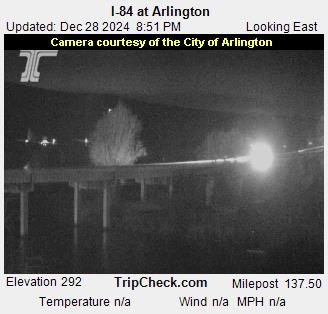 I-84 at Arlington
Updated: Dec 28 2024 8:51 PM Looking East
Camera courtesy of the City of Arlington
Elevation 292 TripCheck.com Milepost 137.50
Temperature n/a Wind n/a MPH n/a